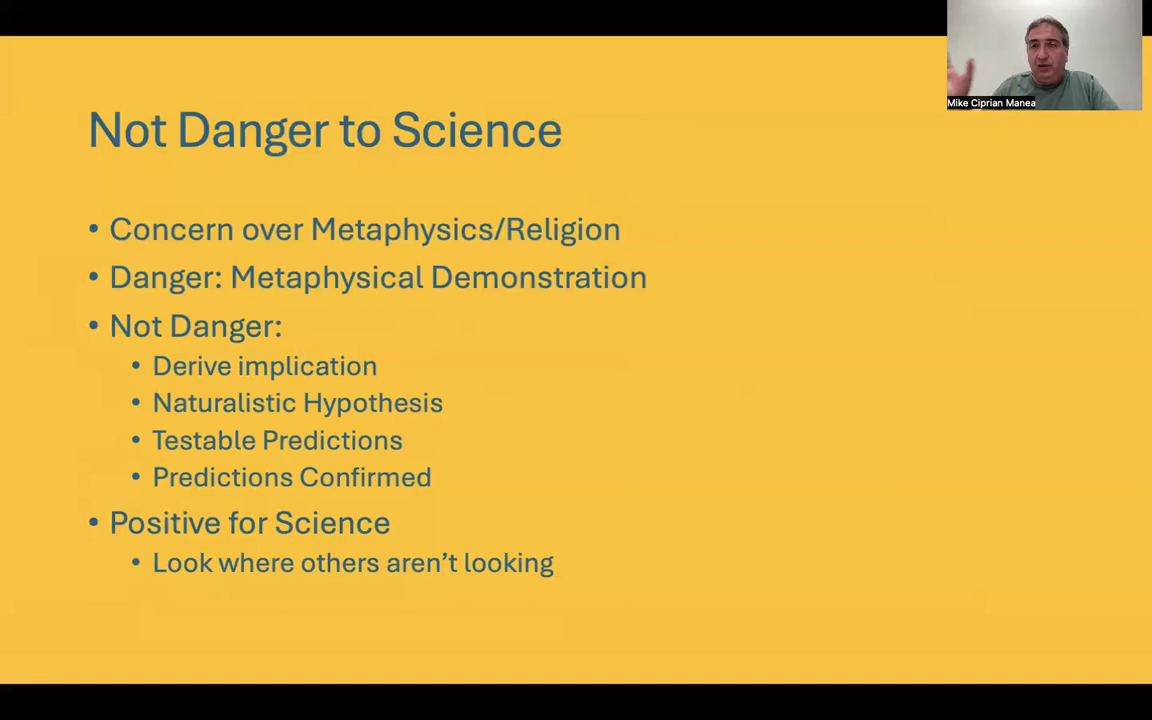 Mike Ciprian Manea
Not Danger to Science
• Concern over Metaphysics/Religion
• Danger: Metaphysical Demonstration
• Not Danger:
• Derive implication
• Naturalistic Hypothesis
• Testable Predictions
• Predictions Confirmed
• Positive for Science
• Look where others aren’t looking